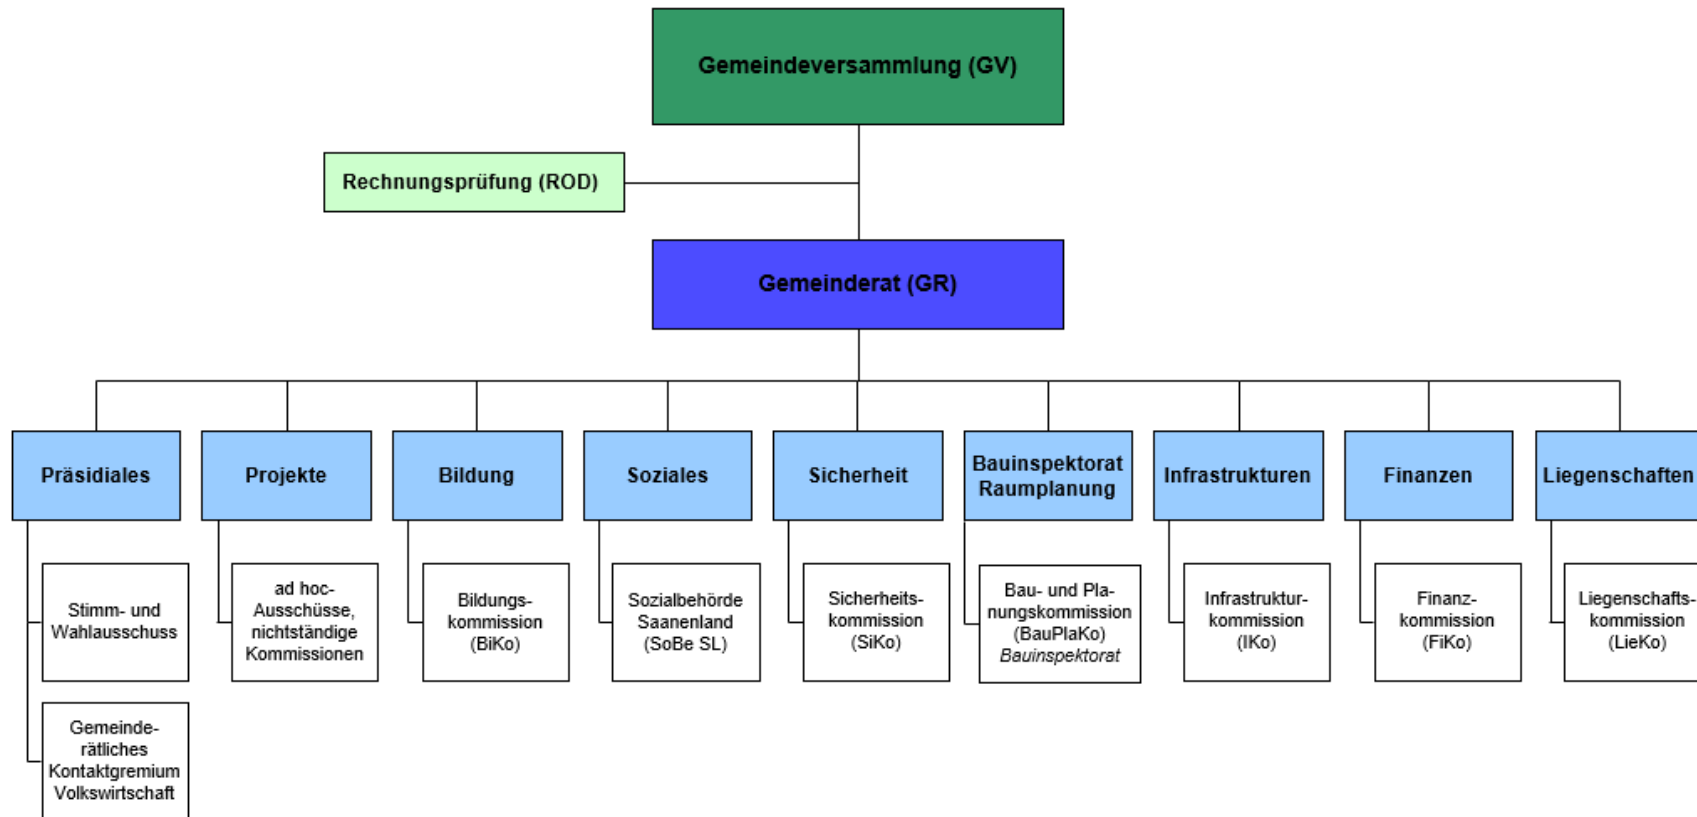 Gemeindeversammlung (GV)
Rechnungsprüfung (ROD)
Gemeinderat (GR)
Präsidiales
Projekte
Bildung
Soziales
Sicherheit
Bauinspektorat
Raumplanung
Infrastrukturen
Finanzen
Liegenschaften
Stimm- und
Wahlausschuss
ad hoc-
Ausschüsse,
nichtständige
Kommissionen
Bildungs-
kommission
(BiKo)
Sozialbehörde
Saanenland
(SoBe SL)
Sicherheits-
kommission
(SiKo)
Bau- und Pla-
nungskommission
(BauPlaKo)
Bauinspektorat
Infrastruktur-
kommission
(IKo)
Finanz-
kommission
(FiKo)
Liegenschafts-
kommission
(LieKo)
Gemeinde-
rätliches
Kontaktgremium
Volkswirtschaft